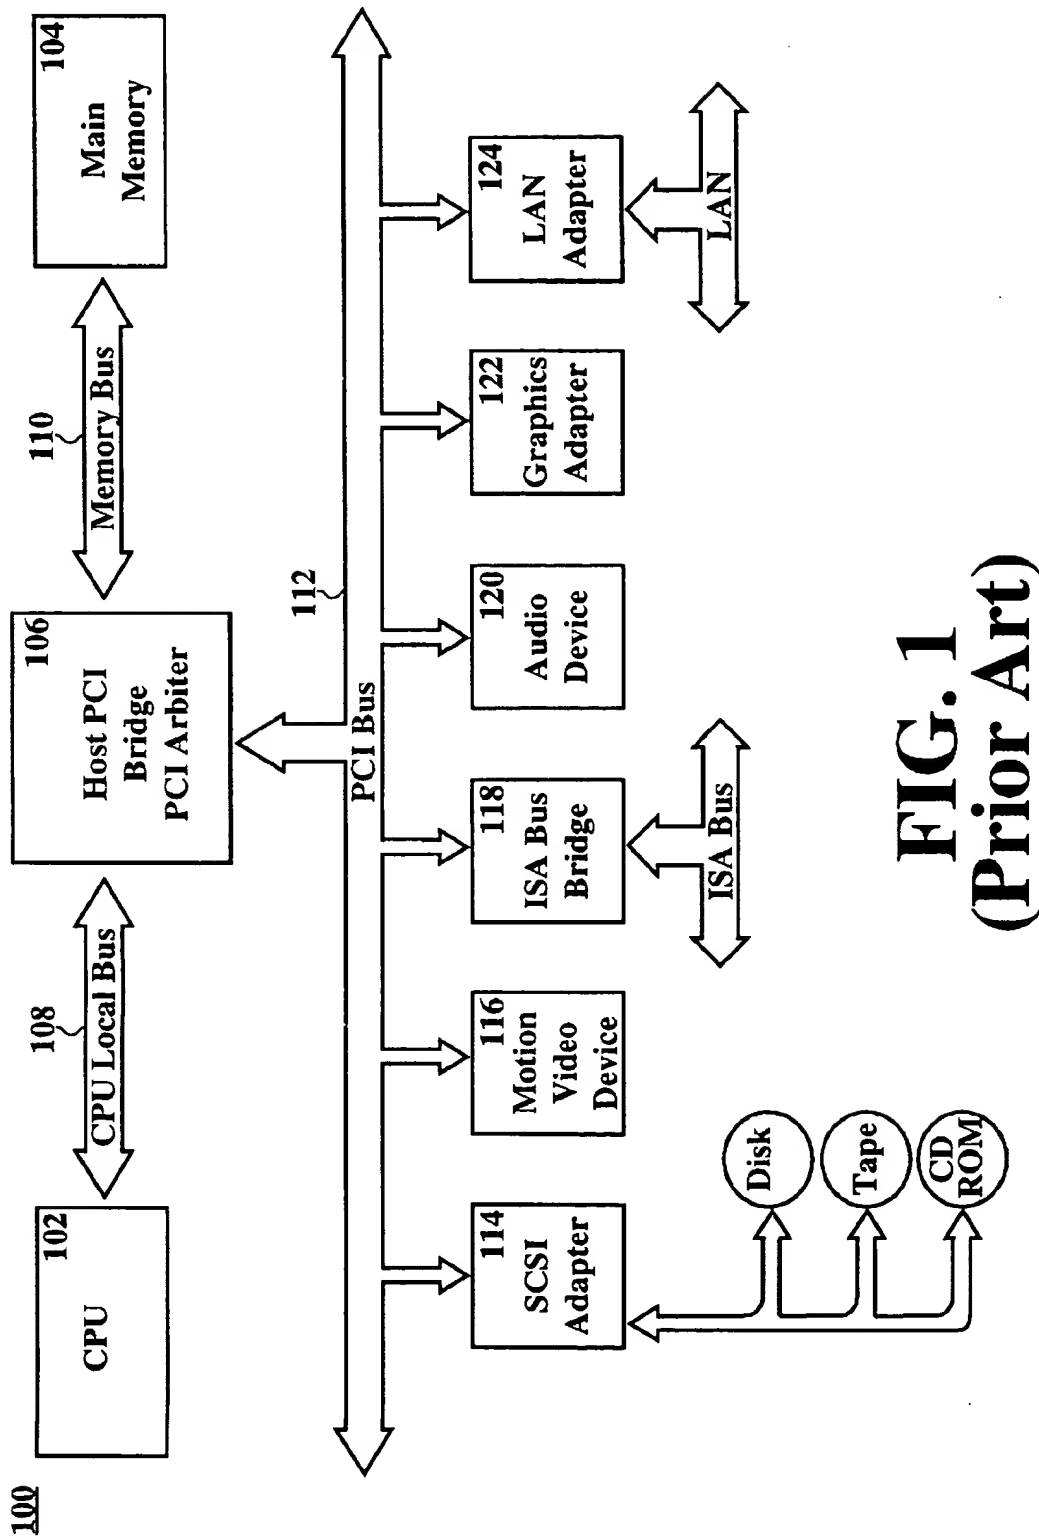 100
102
CPU
108
CPU Local Bus
106
Host PCI
Bridge
PCI Arbiter
110
Memory Bus
104
Main
Memory
112
PCI Bus
114
SCSI
Adapter
116
Motion
Video
Device
118
ISA Bus
Bridge
120
Audio
Device
122
Graphics
Adapter
124
LAN
Adapter
Disk
Tape
CD
ROM
ISA Bus
LAN
FIG. 1
(Prior Art)